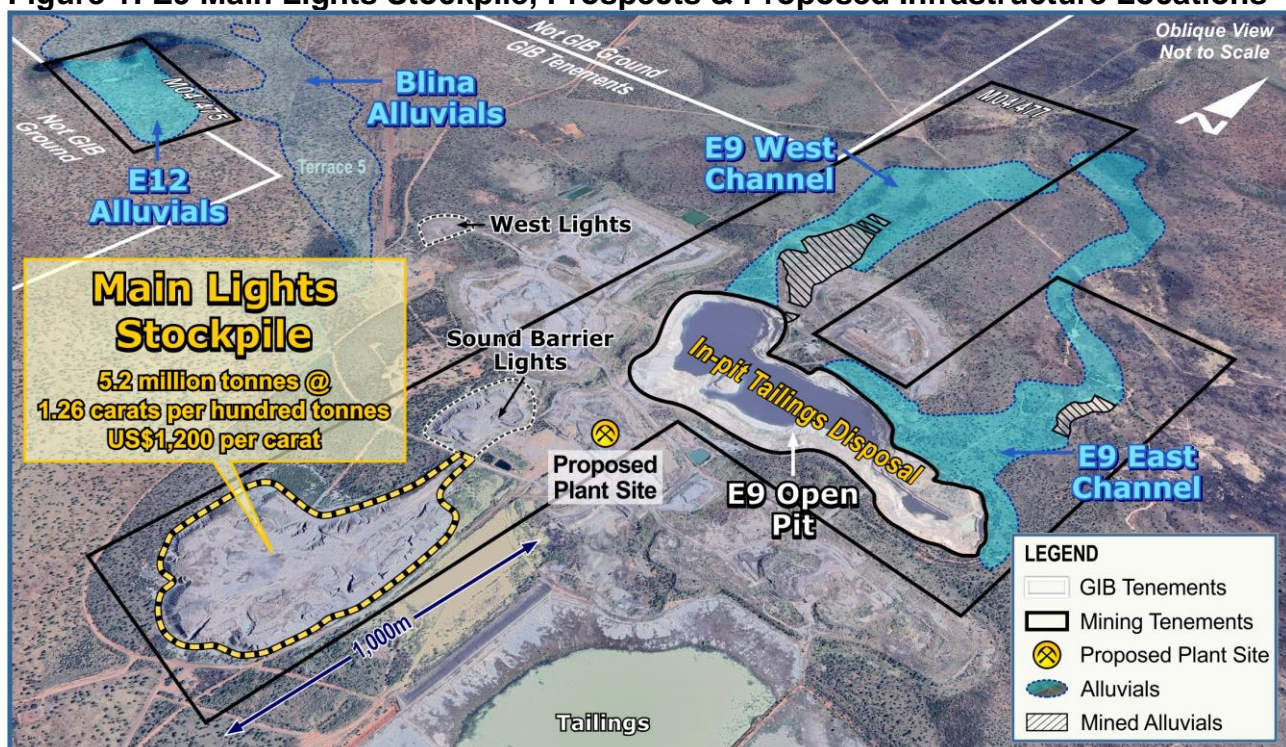 Figure 1: E9 Main Lights Stockpile, Prospects & Proposed Infrastructure Locations
Oblique View
Not to Scale
N
Not GIB Ground
GIB Tenements
M04 475
Not GIB
Ground
Blina
Alluvials
E12
Alluvials
Terrace 5
M04 477
E9 West
Channel
West Lights
Main Lights
Stockpile
5.2 million tonnes @
1.26 carats per hundred tonnes
US$1,200 per carat
Sound Barrier
Lights
In-pit Tailings Disposal
Proposed
Plant Site
E9 Open
Pit
E9 East
Channel
1,000m
Tailings
LEGEND
GIB Tenements
Mining Tenements
Proposed Plant Site
Alluvials
Mined Alluvials